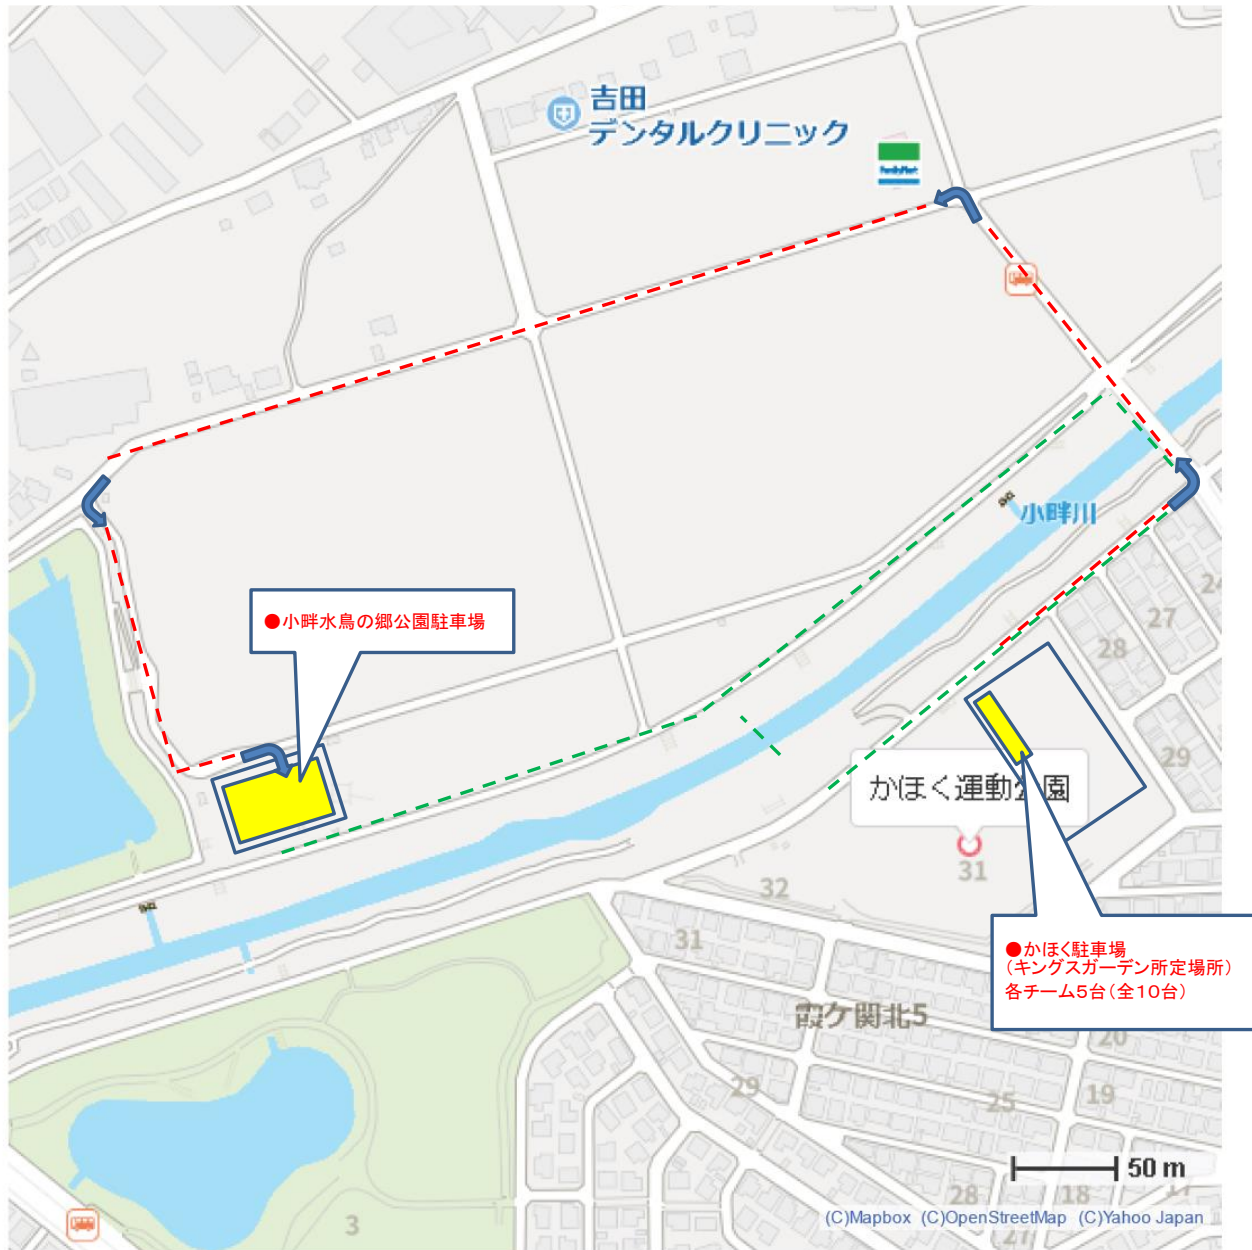 吉田
デンタルクリニック
FamilyMart
小畔川
24
27
28
29
●小畔水鳥の郷公園駐車場
かほく運動公園
31
32
31
●かほく駐車場
(キングスガーデン所定場所)
各チーム5台(全10台)
霞ケ関北5
20
29
25
19
50 m
28
18
17
27
3
(C)Mapbox (C)OpenStreetMap (C)Yahoo Japan